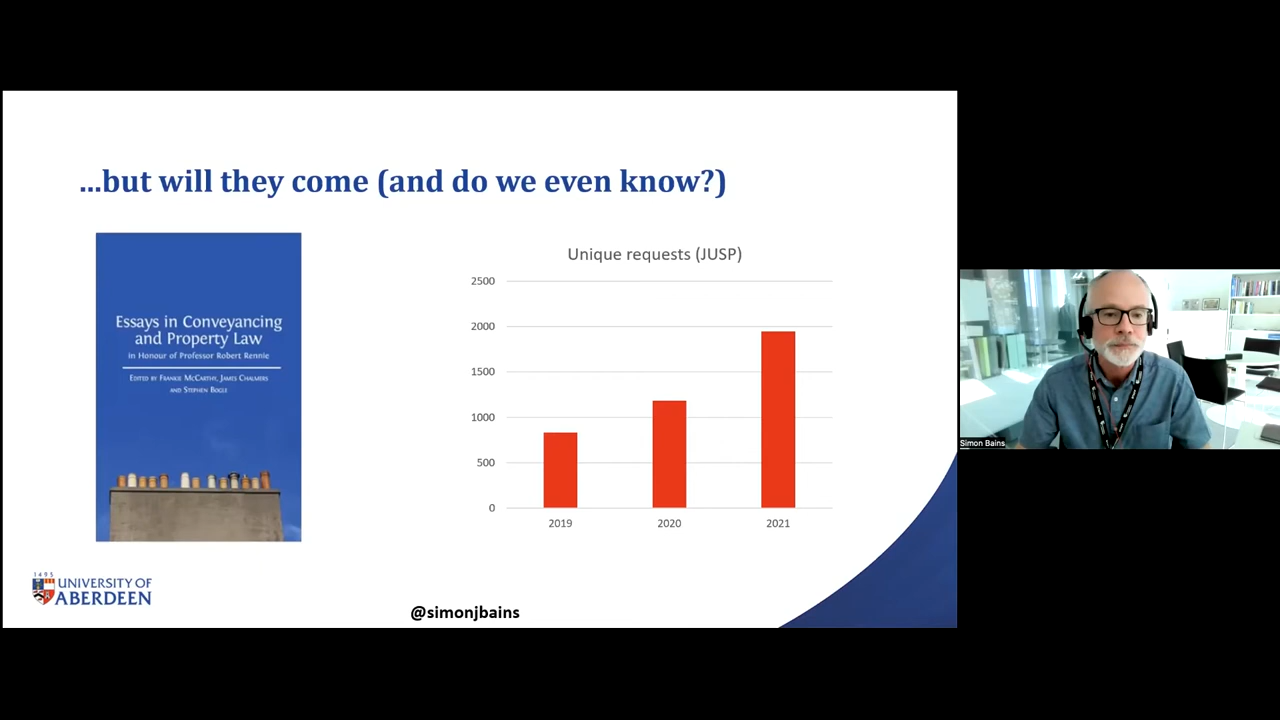 ...but will they come (and do we even know?)
Essays in Conveyancing
and Property Law
in Honour of Professor Robert Rennie
Edited by Frankie McCarthy, James Chalmers
and Stephen Bogle
Unique requests (JUSP)
2500
2000
1500
1000
500
0
2019
2020
2021
1495
UNIVERSITY OF
ABERDEEN
@simonjbains
Simon Bains